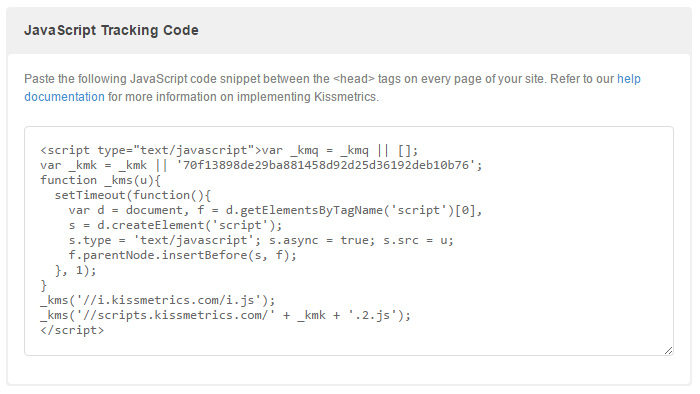 JavaScript Tracking Code
Paste the following JavaScript code snippet between the <head> tags on every page of your site. Refer to our help
documentation for more information on implementing Kissmetrics.
<script type="text/javascript">var _kmq = _kmq || [];
var _kmk = _kmk || '70f13898de29ba881458d92d25d36192deb10b76';
function _kms(u){
  setTimeout(function(){
    var d = document, f = d.getElementsByTagName('script')[0],
    s = d.createElement('script');
    s.type = 'text/javascript'; s.async = true; s.src = u;
    f.parentNode.insertBefore(s, f);
  }, 1);
}
_kms('//i.kissmetrics.com/i.js');
_kms('//scripts.kissmetrics.com/' + _kmk + '.2.js');
</script>